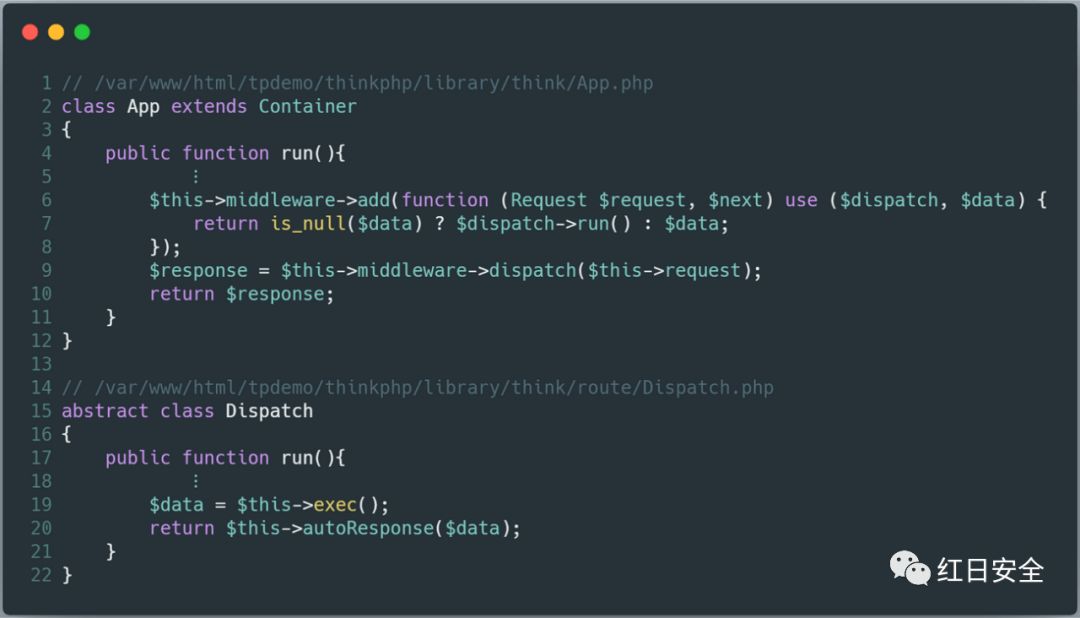 1 // /var/www/html/tpdemo/thinkphp/library/think/App.php
2 class App extends Container
3 {
4     public function run(){
5             ⋮
6         $this->middleware->add(function (Request $request, $next) use ($dispatch, $data) {
7             return is_null($data) ? $dispatch->run() : $data;
8         });
9         $response = $this->middleware->dispatch($this->request);
10         return $response;
11     }
12 }
13
14 // /var/www/html/tpdemo/thinkphp/library/think/route/Dispatch.php
15 abstract class Dispatch
16 {
17     public function run(){
18             ⋮
19         $data = $this->exec();
20         return $this->autoResponse($data);
21     }
22 }
红日安全